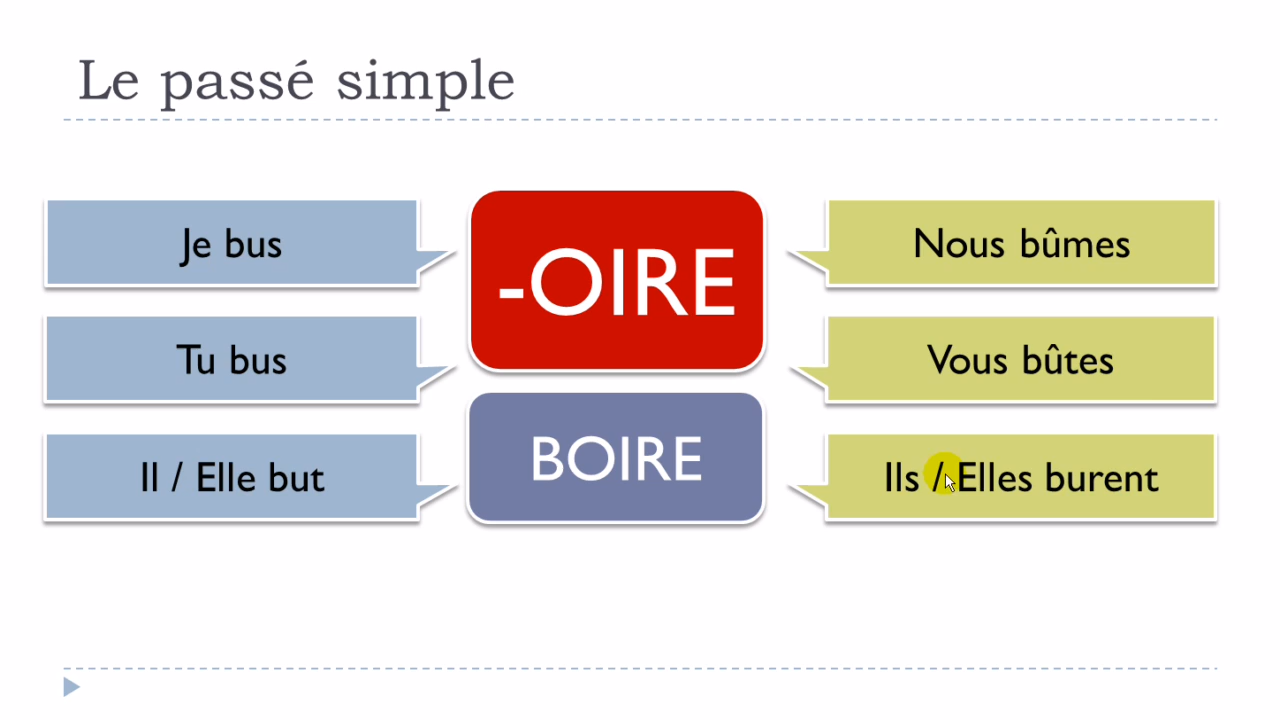 Le passé simple
Je bus
Tu bus
Il / Elle but
-OIRE
BOIRE
Nous bûmes
Vous bûtes
Ils / Elles burent